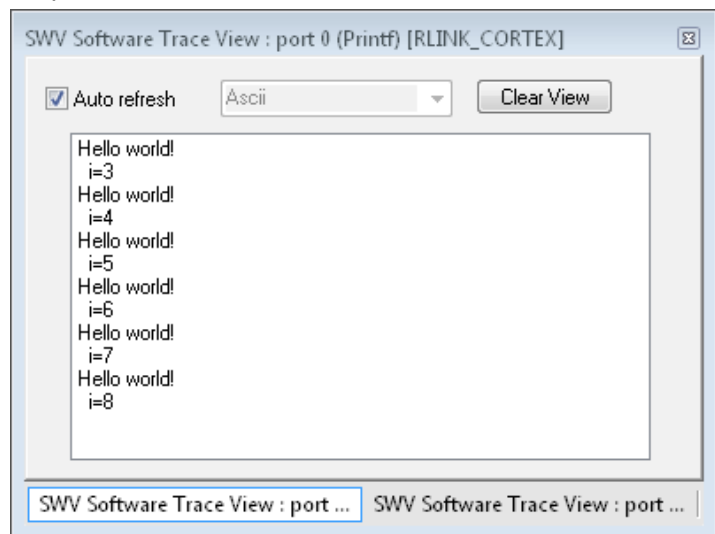 SWV Software Trace View : port 0 (Printf) [RLINK_CORTEX]
Auto refresh Ascii Clear View
Hello world!
i=3
Hello world!
i=4
Hello world!
i=5
Hello world!
i=6
Hello world!
i=7
Hello world!
i=8
SWV Software Trace View : port ... SWV Software Trace View : port ...